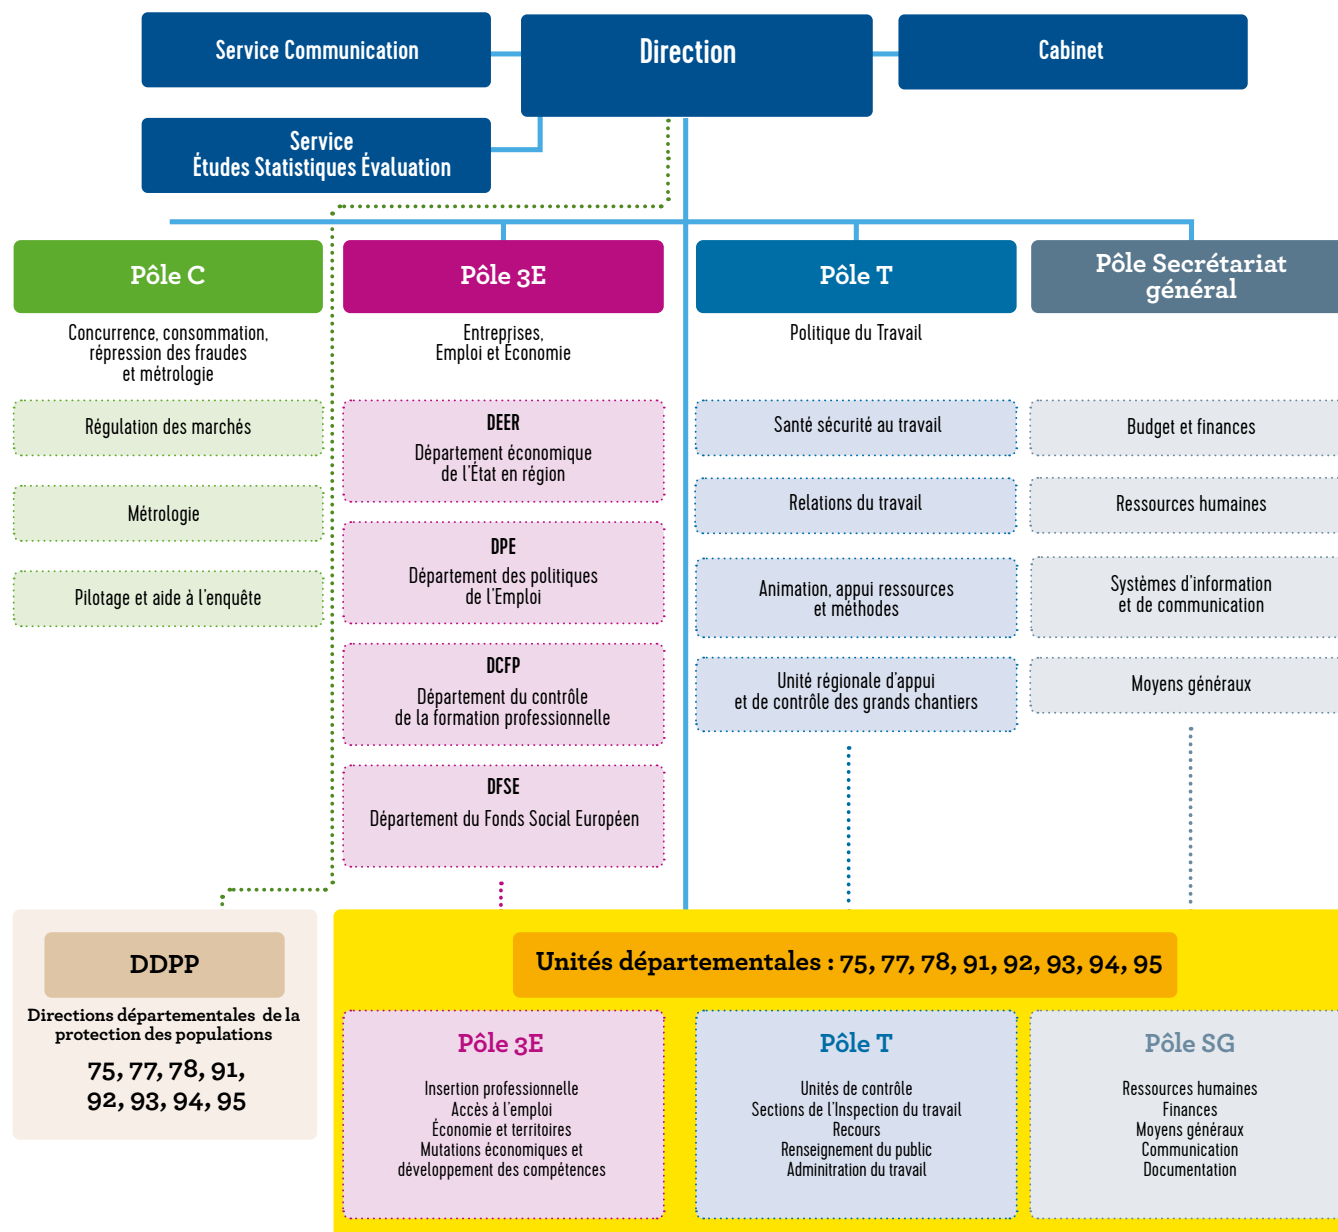 Service Communication
Direction
Cabinet
Service
Études Statistiques Évaluation
Pôle C
Concurrence, consommation,
répression des fraudes
et métrologie
Régulation des marchés
Métrologie
Pilotage et aide à l'enquête
Pôle 3E
Entreprises,
Emploi et Économie
DEER
Département économique
de l'État en région
DPE
Département des politiques
de l'Emploi
DCFP
Département du contrôle
de la formation professionnelle
DFSE
Département du Fonds Social Européen
Pôle T
Politique du Travail
Santé sécurité au travail
Relations du travail
Animation, appui ressources
et méthodes
Unité régionale d'appui
et de contrôle des grands chantiers
Pôle Secrétariat
général
Budget et finances
Ressources humaines
Systèmes d'information
et de communication
Moyens généraux
DDPP
Directions départementales de la
protection des populations
75, 77, 78, 91,
92, 93, 94, 95
Unités départementales : 75, 77, 78, 91, 92, 93, 94, 95
Pôle 3E
Insertion professionnelle
Accès à l'emploi
Économie et territoires
Mutations économiques et
développement des compétences
Pôle T
Unités de contrôle
Sections de l'Inspection du travail
Recours
Renseignement du public
Adminitration du travail
Pôle SG
Ressources humaines
Finances
Moyens généraux
Communication
Documentation